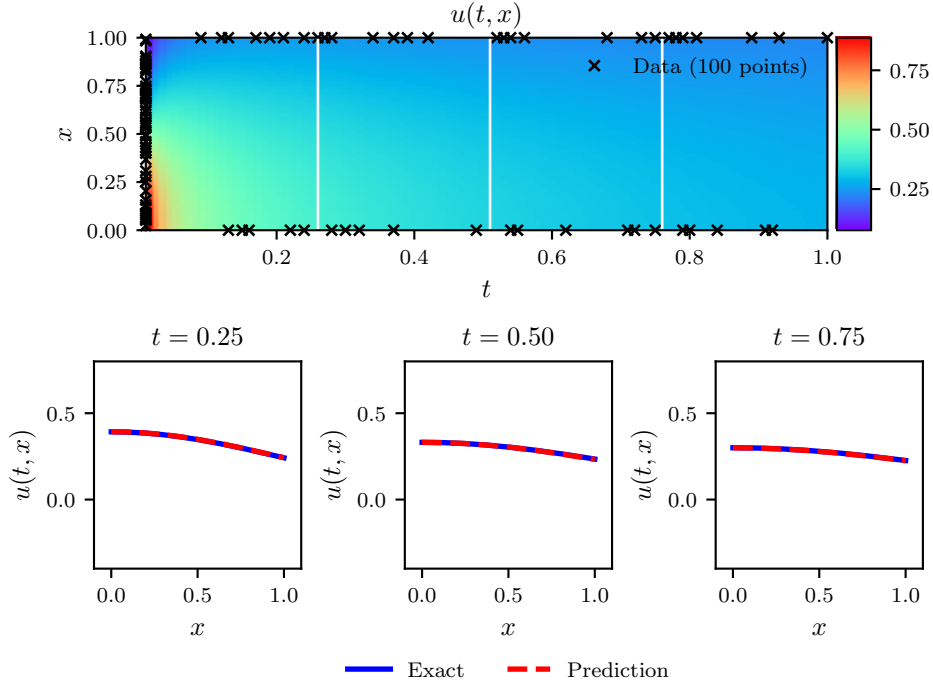 u(t, x)
1.00
0.75
0.50
0.25
0.00
x
Data (100 points)
0.75
0.50
0.25
0.2 0.4 0.6 0.8 1.0
t
t = 0.25 t = 0.50 t = 0.75
u(t, x) u(t, x) u(t, x)
0.5 0.5 0.5
0.0 0.0 0.0
0.0 0.5 1.0 0.0 0.5 1.0 0.0 0.5 1.0
x x x
Exact Prediction